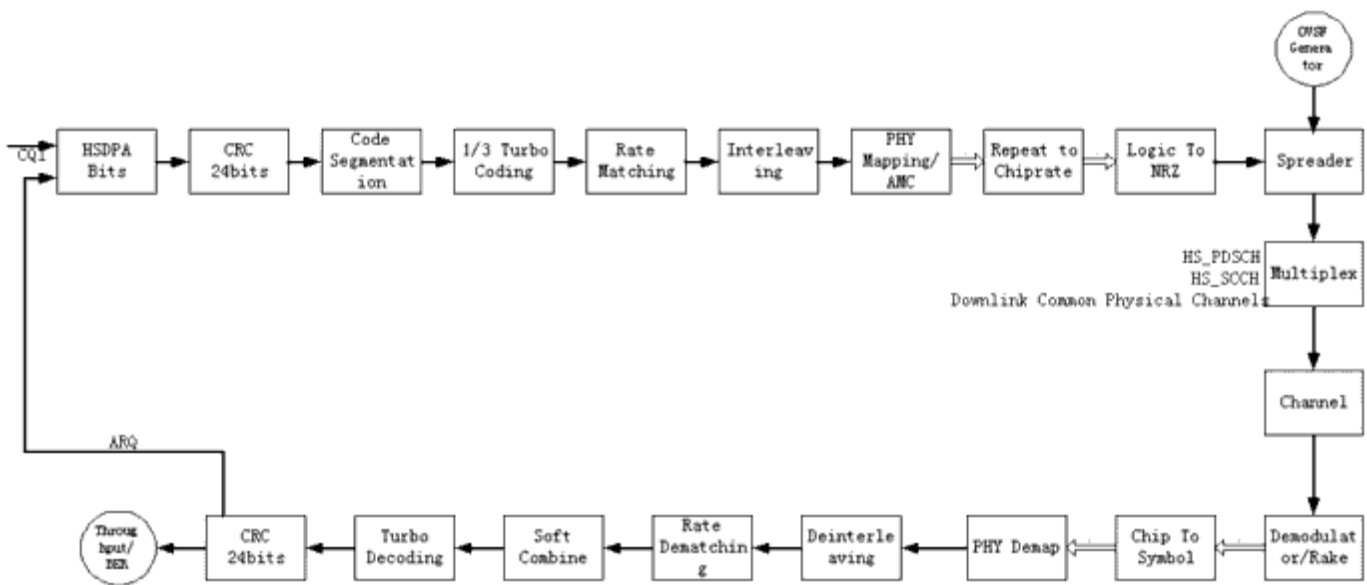 OVSF
Genera
tor
CQI
HSDPA
Bits
CRC
24bits
Code
Segmentat
ion
1/3 Turbo
Coding
Rate
Matching
Interleav
ing
PHY
Mapping/
AMC
Repeat to
Chiprate
Logic To
NRZ
Spreader
HS_PDSCH
HS_SCCH
Downlink Common Physical Channels
Multiplex
Channel
ARQ
Throug
hput/
BER
CRC
24bits
Turbo
Decoding
Soft
Combine
Rate
Dematchin
g
Deinterle
aving
PHY Demap
Chip To
Symbol
Demodulat
or/Rake